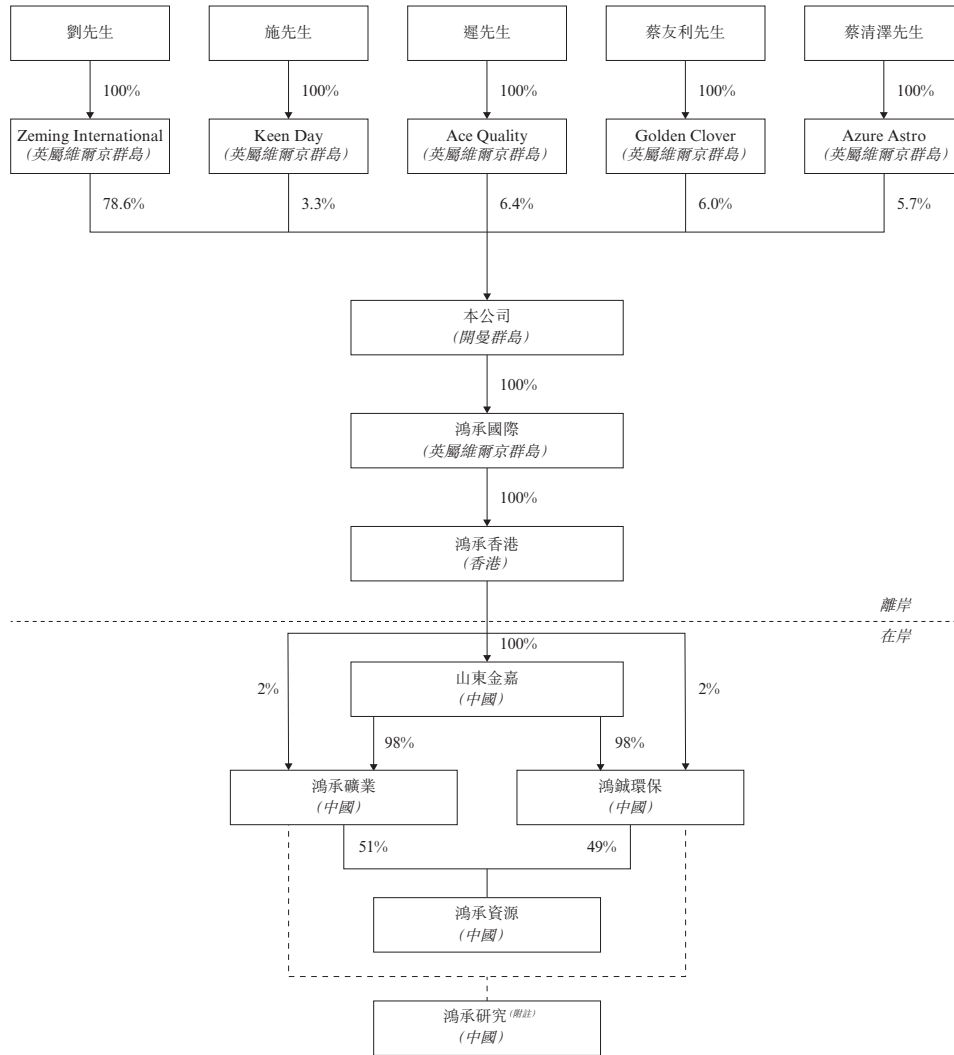 劉先生
施先生
遲先生
蔡友利先生
蔡清澤先生
100%
100%
100%
100%
100%
Zeming International
(英屬維爾京群島)
Keen Day
(英屬維爾京群島)
Ace Quality
(英屬維爾京群島)
Golden Clover
(英屬維爾京群島)
Azure Astro
(英屬維爾京群島)
78.6%
3.3%
6.4%
6.0%
5.7%
本公司
(開曼群島)
100%
鴻承國際
(英屬維爾京群島)
100%
鴻承香港
(香港)
離岸
在岸
100%
2%
山東金嘉
(中國)
2%
98%
98%
鴻承礦業
(中國)
鴻鋮環保
(中國)
51%
49%
鴻承資源
(中國)
鴻承研究(附註)
(中國)